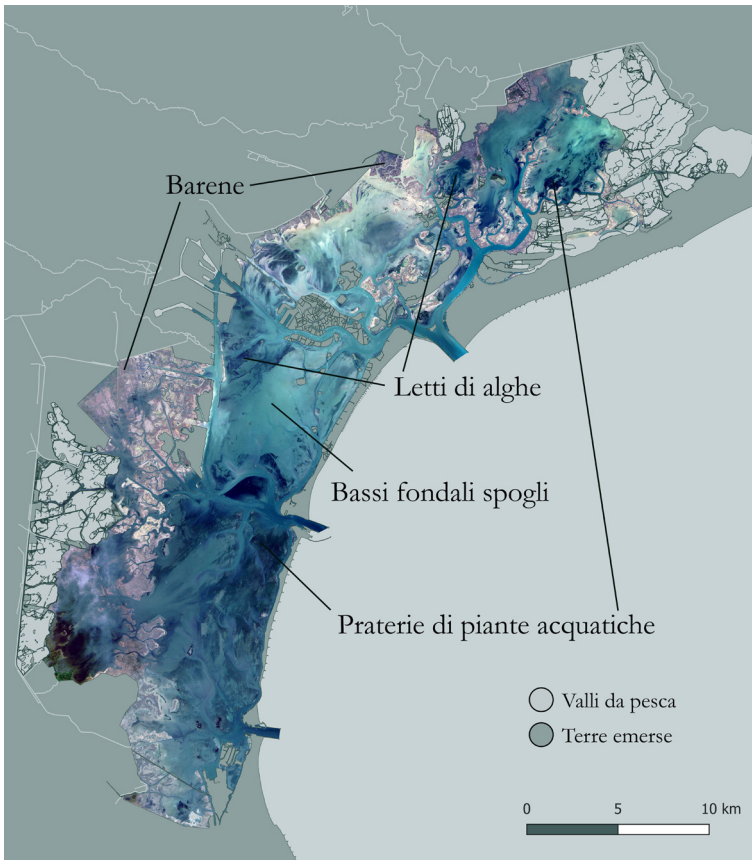 Barene
Letti di alghe
Bassi fondali spogli
Praterie di piante acquatiche
Valli da pesca
Terre emerse
0 5 10 km